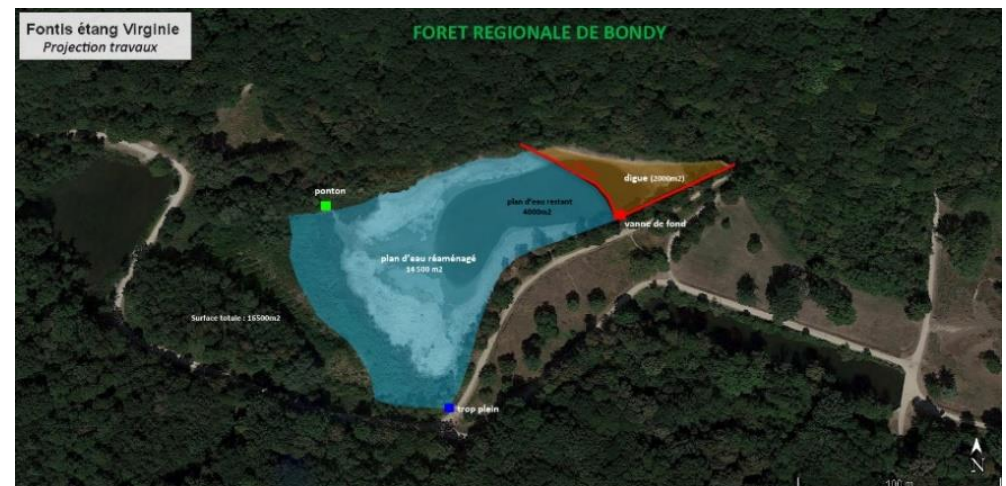 Fontis étang Virginie
Projection travaux
FORET REGIONALE DE BONDY
ponton
digue (2000m2)
plan d'eau restant
4000m2
vanne de fond
plan d'eau réaménagé
14 500 m2
Surface totale : 16500m2
trop plein
N
100 m